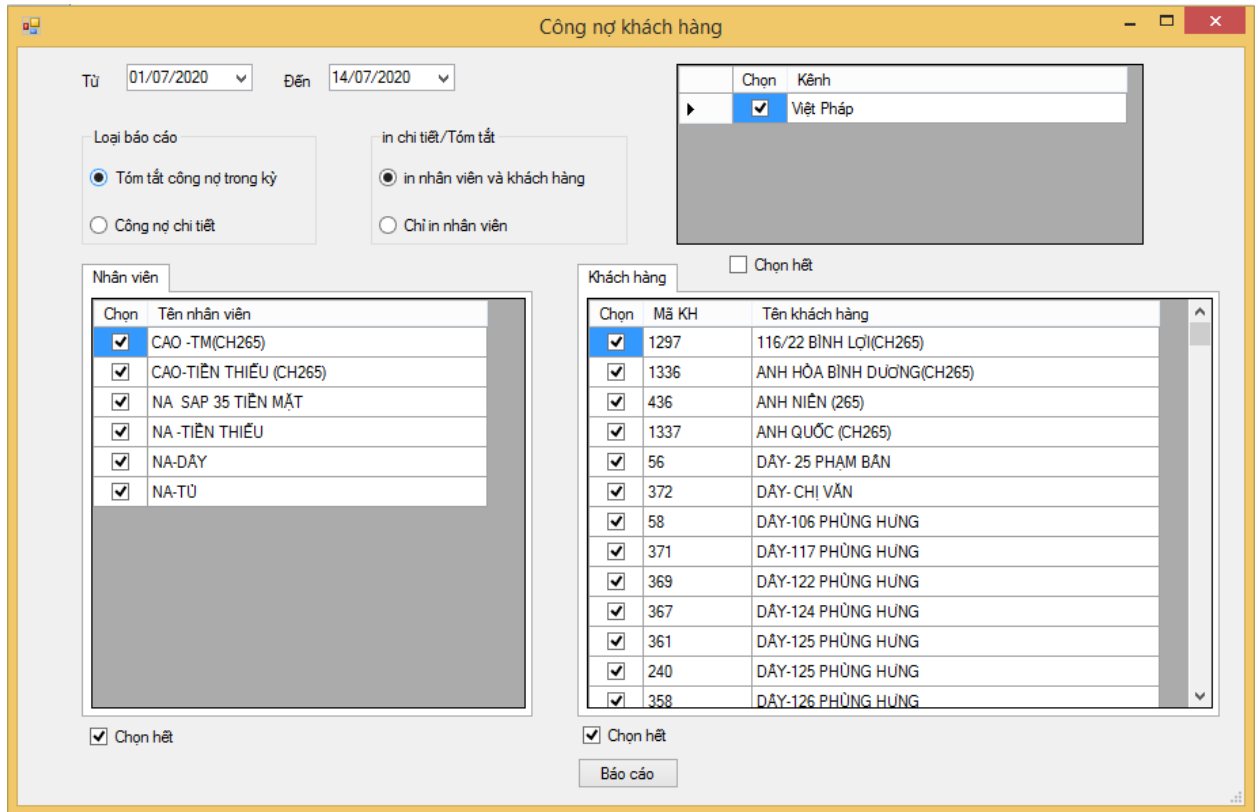 Công nợ khách hàng
Từ 01/07/2020 Đến 14/07/2020
Chọn Kênh
Việt Pháp
Loại báo cáo
Tóm tắt công nợ trong kỳ
Công nợ chi tiết
in chi tiết/Tóm tắt
in nhân viên và khách hàng
Chỉ in nhân viên
Chọn hết
Nhân viên
Chọn Tên nhân viên
CAO -TM(CH265)
CAO-TIỀN THIẾU (CH265)
NA SAP 35 TIỀN MẶT
NA -TIỀN THIẾU
NA-DÂY
NA-TỦ
Chọn hết
Khách hàng
Chọn Mã KH Tên khách hàng
1297 116/22 BÌNH LỢI(CH265)
1336 ANH HÒA BÌNH DƯƠNG(CH265)
436 ANH NIÊN (265)
1337 ANH QUỐC (CH265)
56 DÂY- 25 PHẠM BÂN
372 DÂY- CHỊ VĂN
58 DÂY-106 PHÙNG HƯNG
371 DÂY-117 PHÙNG HƯNG
369 DÂY-122 PHÙNG HƯNG
367 DÂY-124 PHÙNG HƯNG
361 DÂY-125 PHÙNG HƯNG
240 DÂY-125 PHÙNG HƯNG
358 DÂY-126 PHÙNG HƯNG
Chọn hết
Báo cáo